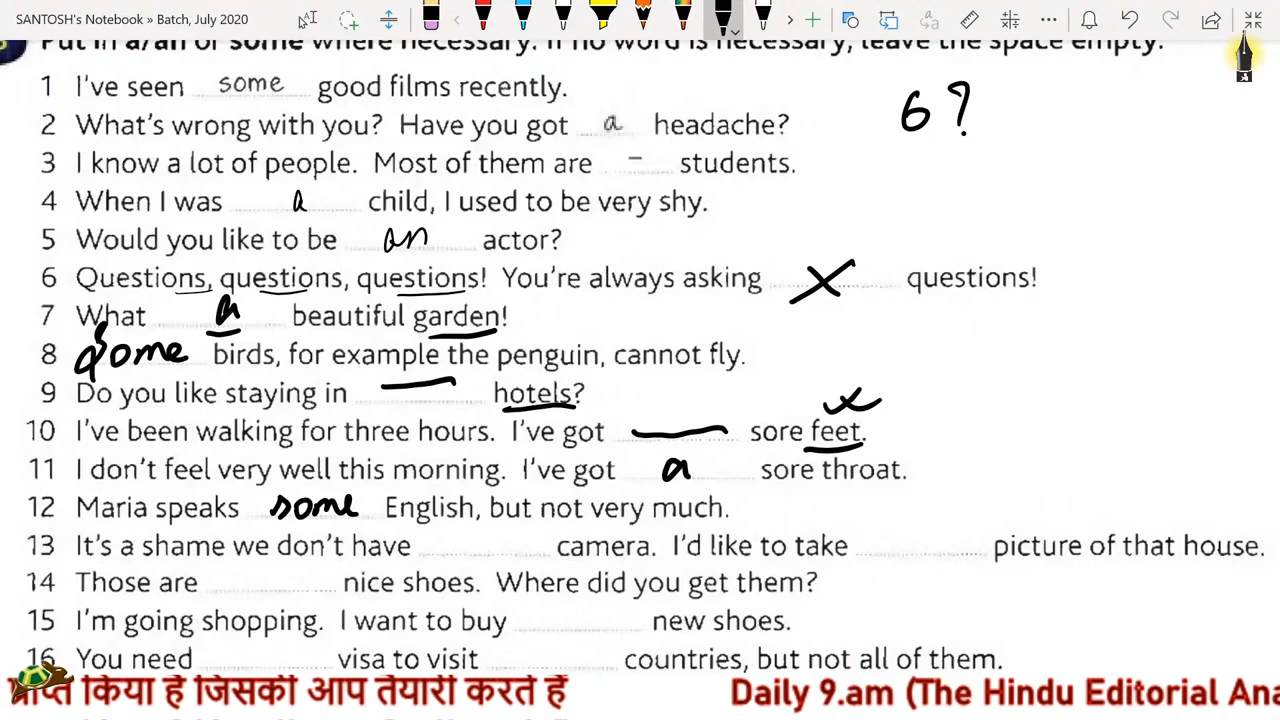 SANTOSH's Notebook » Batch, July 2020
Put in a/an or some where necessary. If no word is necessary, leave the space empty.
6?
1 I've seen some good films recently.
2 What's wrong with you? Have you got a headache?
3 I know a lot of people. Most of them are – students.
4 When I was a child, I used to be very shy.
5 Would you like to be an actor?
6 Questions, questions, questions! You're always asking X questions!
7 What a beautiful garden!
8 Some birds, for example the penguin, cannot fly.
9 Do you like staying in — hotels?
10 I've been walking for three hours. I've got — sore feet.
11 I don't feel very well this morning. I've got a sore throat.
12 Maria speaks some English, but not very much.
13 It's a shame we don't have ............ camera. I'd like to take ............ picture of that house.
14 Those are ............ nice shoes. Where did you get them?
15 I'm going shopping. I want to buy ............ new shoes.
16 You need ............ visa to visit ............ countries, but not all of them.
प्राप्त किया है जिसकी आप तैयारी करते हैं Daily 9.am (The Hindu Editorial Ana